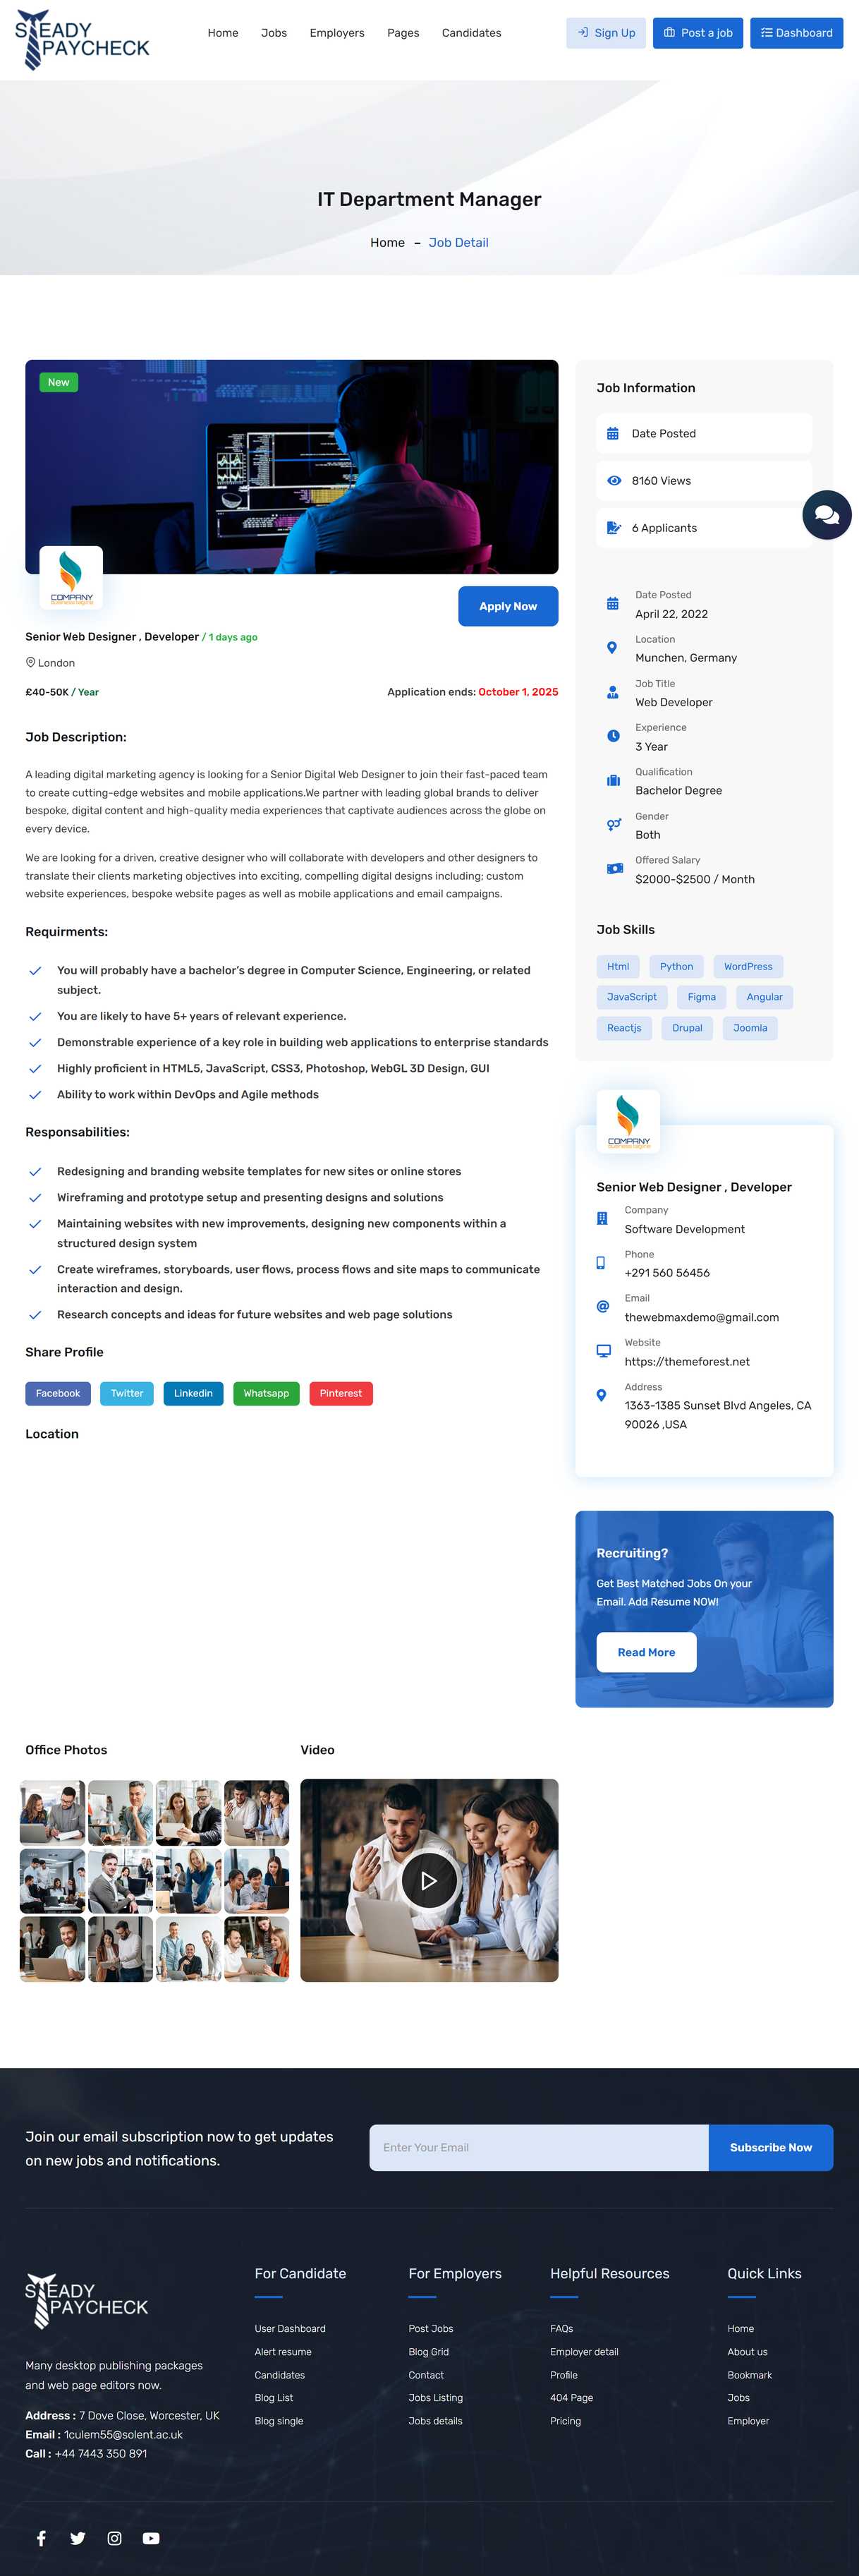 STEADY
PAYCHECK
Home
Jobs
Employers
Pages
Candidates
Sign Up
Post a job
Dashboard
IT Department Manager
Home – Job Detail
New
COMPANY
Apply Now
Senior Web Designer , Developer / 1 days ago
London
£40-50K / Year
Application ends: October 1, 2025
Job Description:
A leading digital marketing agency is looking for a Senior Digital Web Designer to join their fast-paced team
to create cutting-edge websites and mobile applications.We partner with leading global brands to deliver
bespoke, digital content and high-quality media experiences that captivate audiences across the globe on
every device.
We are looking for a driven, creative designer who will collaborate with developers and other designers to
translate their clients marketing objectives into exciting, compelling digital designs including; custom
website experiences, bespoke website pages as well as mobile applications and email campaigns.
Requirments:
You will probably have a bachelor's degree in Computer Science, Engineering, or related
subject.
You are likely to have 5+ years of relevant experience.
Demonstrable experience of a key role in building web applications to enterprise standards
Highly proficient in HTML5, JavaScript, CSS3, Photoshop, WebGL 3D Design, GUI
Ability to work within DevOps and Agile methods
Responsabilities:
Redesigning and branding website templates for new sites or online stores
Wireframing and prototype setup and presenting designs and solutions
Maintaining websites with new improvements, designing new components within a
structured design system
Create wireframes, storyboards, user flows, process flows and site maps to communicate
interaction and design.
Research concepts and ideas for future websites and web page solutions
Share Profile
Facebook
Twitter
Linkedin
Whatsapp
Pinterest
Location
Job Information
Date Posted
8160 Views
6 Applicants
Date Posted
April 22, 2022
Location
Munchen, Germany
Job Title
Web Developer
Experience
3 Year
Qualification
Bachelor Degree
Gender
Both
Offered Salary
$2000-$2500 / Month
Job Skills
Html
Python
WordPress
JavaScript
Figma
Angular
Reactjs
Drupal
Joomla
COMPANY
Senior Web Designer , Developer
Company
Software Development
Phone
+291 560 56456
Email
thewebmaxdemo@gmail.com
Website
https://themeforest.net
Address
1363-1385 Sunset Blvd Angeles, CA
90026 ,USA
Recruiting?
Get Best Matched Jobs On your
Email. Add Resume NOW!
Read More
Office Photos
Video
Join our email subscription now to get updates
on new jobs and notifications.
Enter Your Email
Subscribe Now
STEADY
PAYCHECK
Many desktop publishing packages
and web page editors now.
Address : 7 Dove Close, Worcester, UK
Email : 1culem55@solent.ac.uk
Call : +44 7443 350 891
For Candidate
User Dashboard
Alert resume
Candidates
Blog List
Blog single
For Employers
Post Jobs
Blog Grid
Contact
Jobs Listing
Jobs details
Helpful Resources
FAQs
Employer detail
Profile
404 Page
Pricing
Quick Links
Home
About us
Bookmark
Jobs
Employer